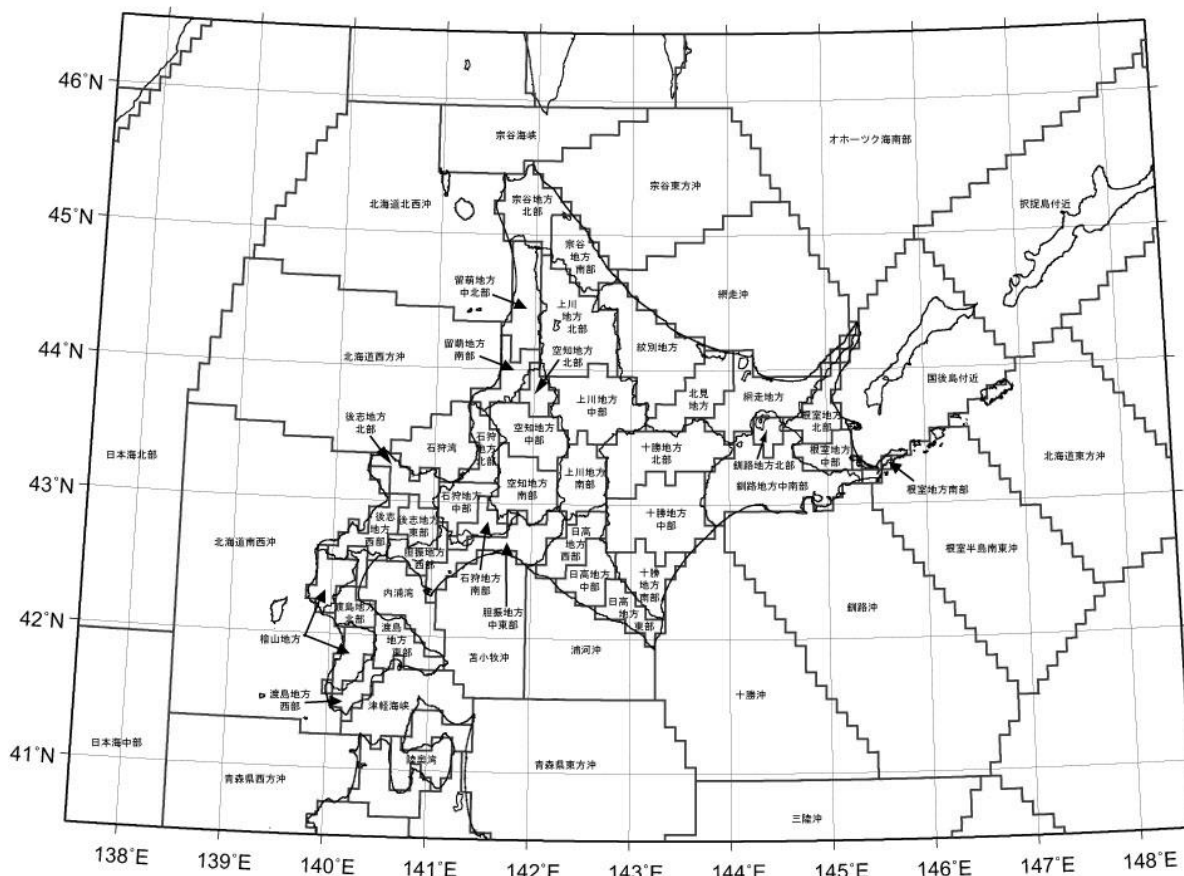 46°N
45°N
44°N
43°N
42°N
41°N
宗谷海峡
オホーツク海南部
宗谷東方沖
北海道北西沖
宗谷地方
北部
択捉島付近
宗谷
地方
南部
留萌地方
中北部
上川
地方
北部
網走沖
留萌地方
南部
空知地方
北部
紋別地方
北海道西方沖
国後島付近
上川地方
中部
北見
地方
網走地方
後志地方
北部
石狩湾
石狩
地方
北部
空知地方
中部
十勝地方
北部
根室地方
北部
根室地方
中部
日本海北部
北海道東方沖
上川地方
南部
釧路地方北部
空知地方
南部
釧路地方中南部
根室地方南部
石狩地方
中部
後志
地方
西部
後志地方
東部
十勝地方
中部
北海道南西沖
胆振地方
西部
日高
地方
西部
根室半島南東沖
石狩地方
南部
日高地方
中部
十勝
地方
南部
内浦湾
渡島地方
北部
胆振地方
中東部
日高
地方
東部
釧路沖
檜山地方
渡島
地方
東部
苫小牧沖
浦河沖
十勝沖
渡島地方
西部
津軽海峡
日本海中部
陸奥湾
青森県西方沖
青森県東方沖
三陸沖
138°E
139°E
140°E
141°E
142°E
143°E
144°E
145°E
146°E
147°E
148°E